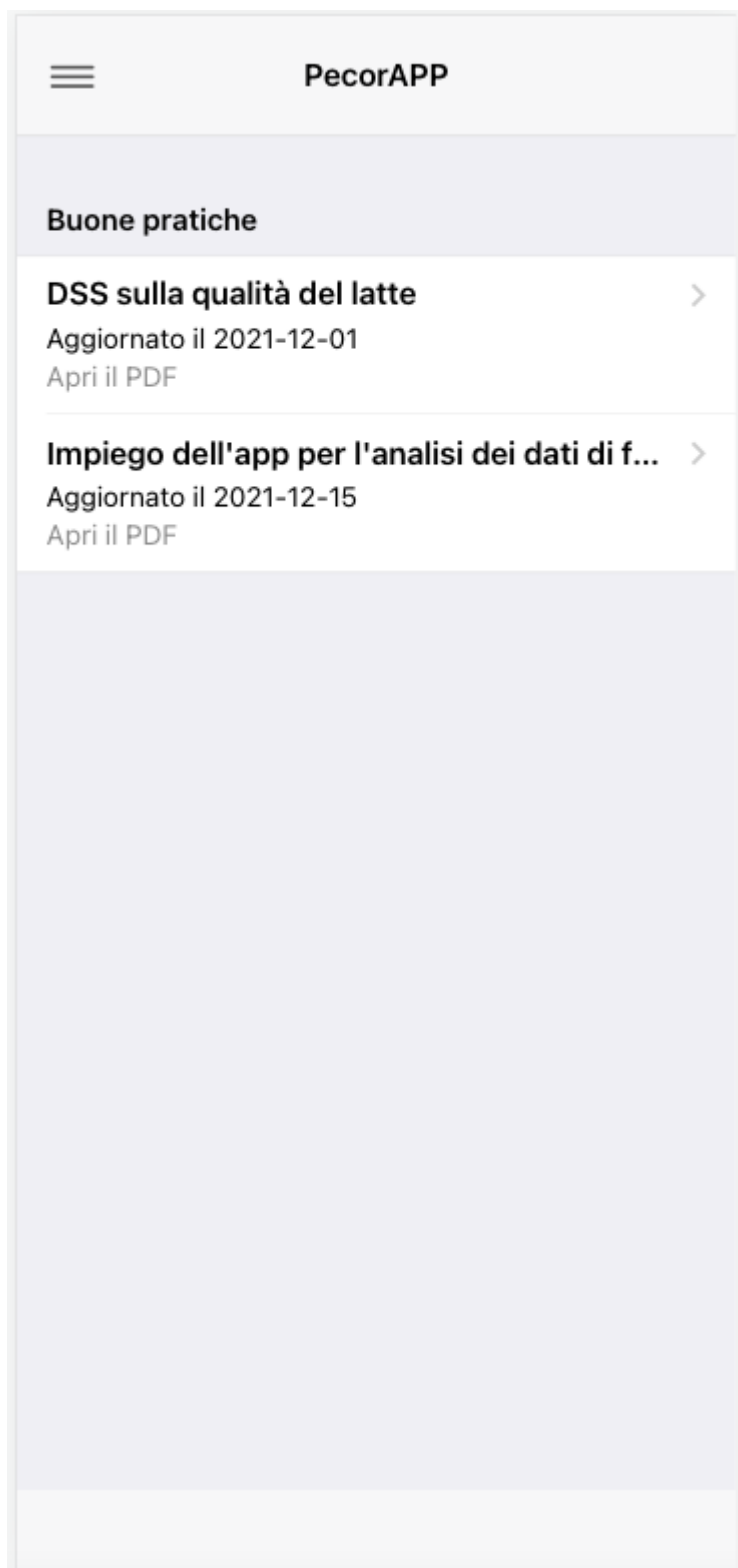 PecorAPP
Buone pratiche
DSS sulla qualità del latte
Aggiornato il 2021-12-01
Apri il PDF
Impiego dell'app per l'analisi dei dati di f...
Aggiornato il 2021-12-15
Apri il PDF